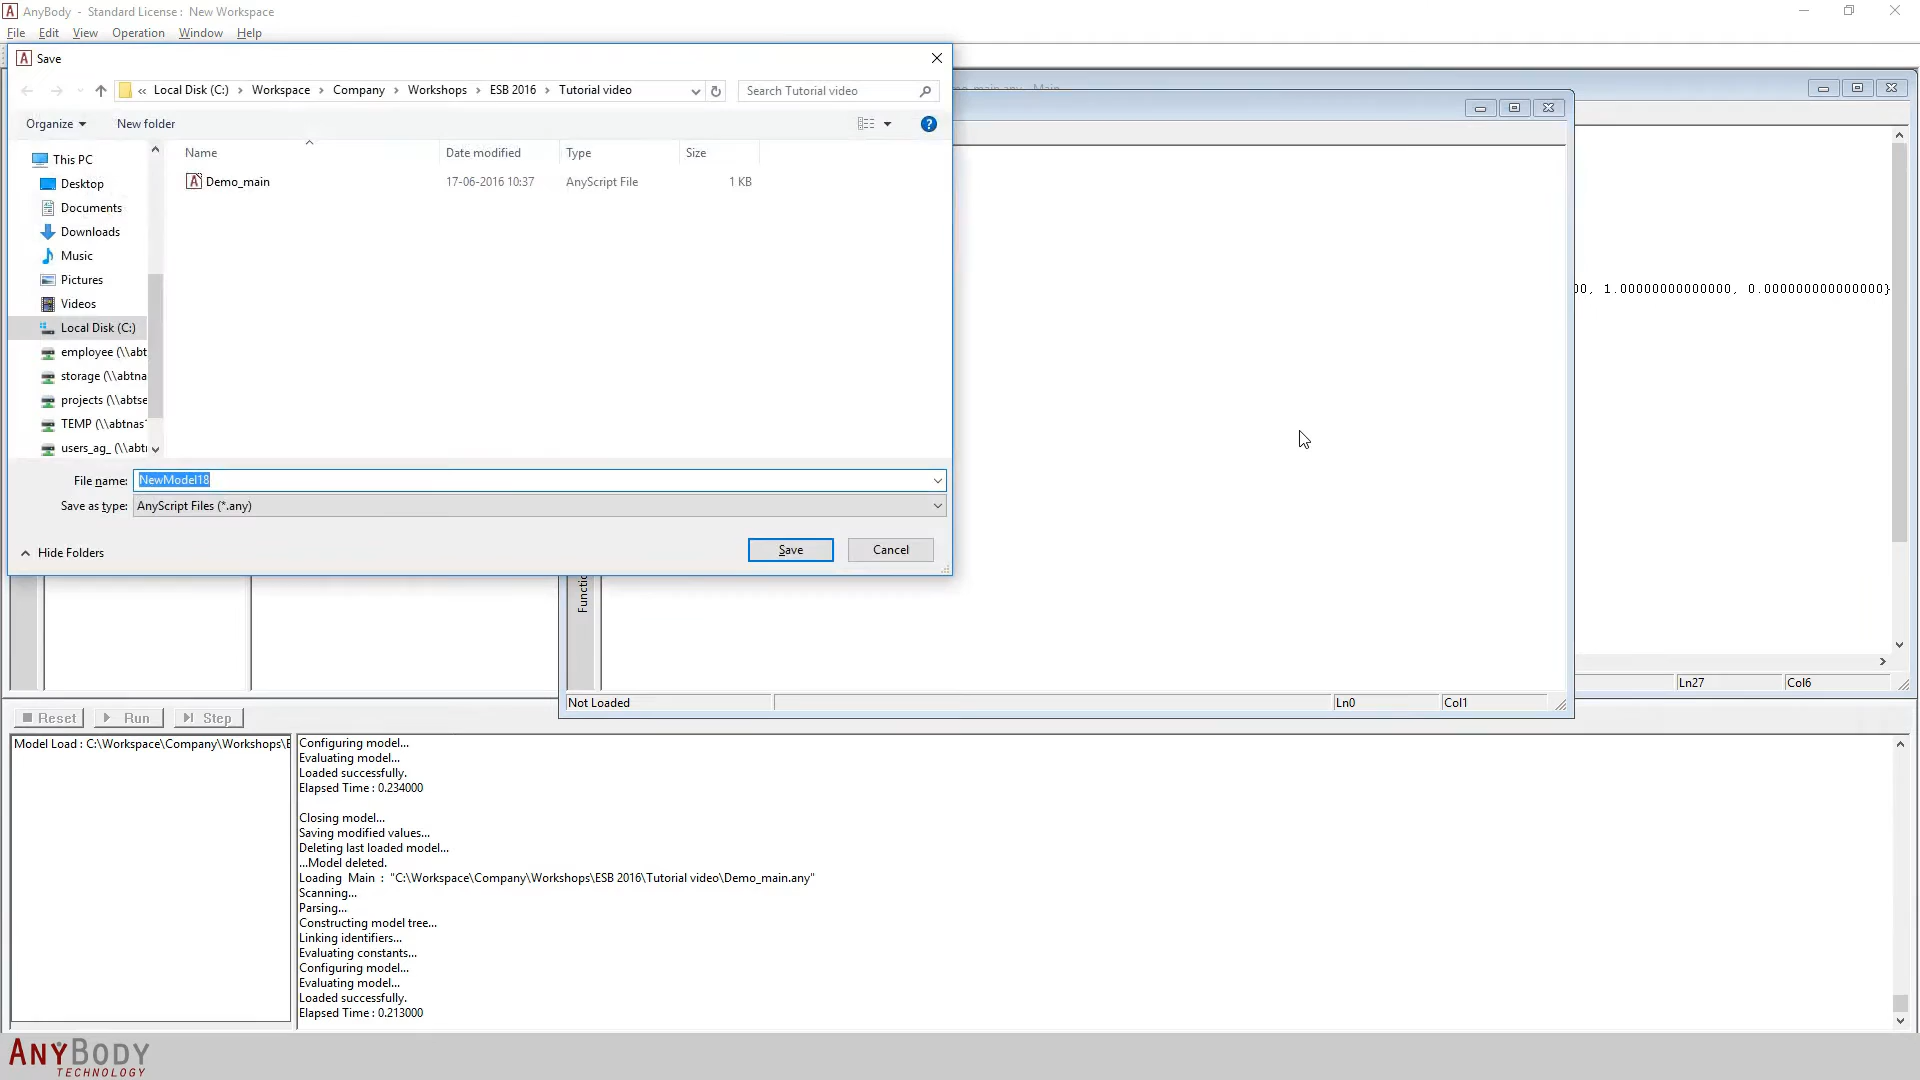 AnyBody - Standard License : New Workspace
File Edit View Operation Window Help
Save
« Local Disk (C:) › Workspace › Company › Workshops › ESB 2016 › Tutorial video
Search Tutorial video
Organize New folder
This PC
Desktop
Documents
Downloads
Music
Pictures
Videos
Local Disk (C:)
employee (\\abt
storage (\\abtna
projects (\\abtse
TEMP (\\abtnas
users_ag_ (\\abt
Name Date modified Type Size
Demo_main 17-06-2016 10:37 AnyScript File 1 KB
File name: NewModel18
Save as type: AnyScript Files (*.any)
Hide Folders
Save Cancel
1.00000000000000, 0.000000000000000}
Functio
Ln27 Col6
Not Loaded Ln0 Col1
Reset Run Step
Model Load : C:\Workspace\Company\Workshops\E
Configuring model...
Evaluating model...
Loaded successfully.
Elapsed Time : 0.234000
Closing model...
Saving modified values...
Deleting last loaded model...
...Model deleted.
Loading Main : "C:\Workspace\Company\Workshops\ESB 2016\Tutorial video\Demo_main.any"
Scanning...
Parsing...
Constructing model tree...
Linking identifiers...
Evaluating constants...
Configuring model...
Evaluating model...
Loaded successfully.
Elapsed Time : 0.213000
ANYBODY
TECHNOLOGY